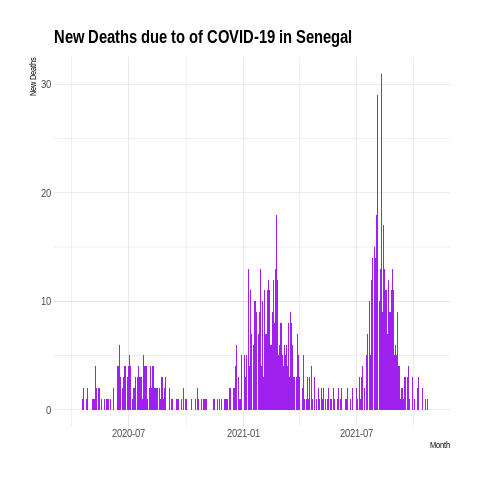 New Deaths due to of COVID-19 in Senegal
New Deaths
30
20
10
0
2020-07
2021-01
2021-07
Month